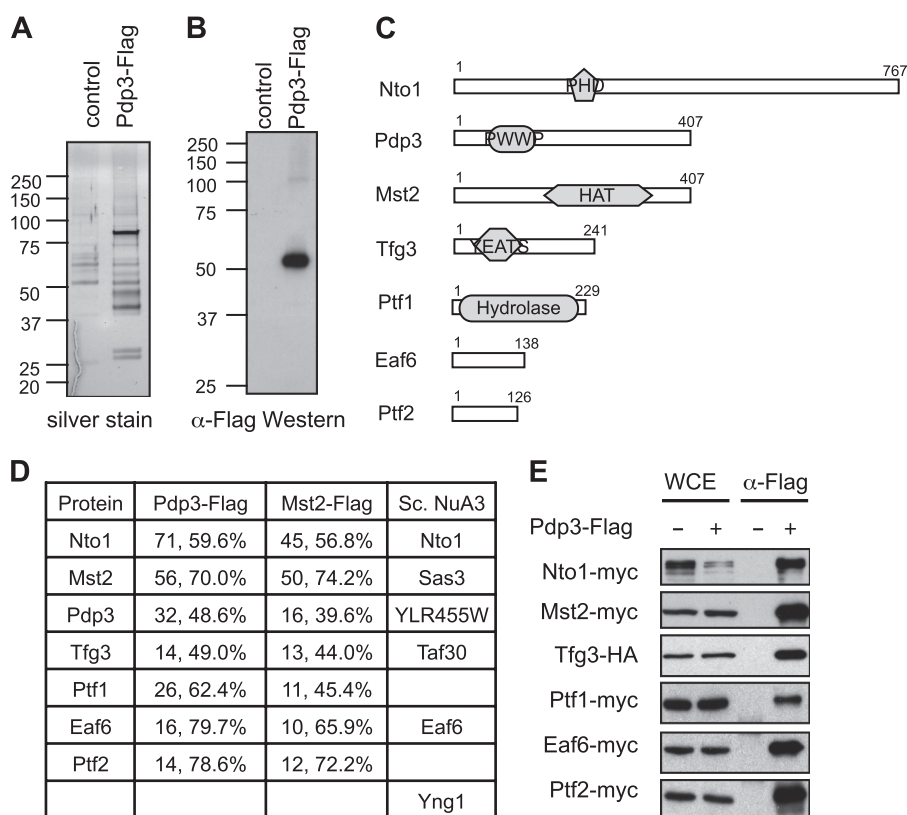 A
control
Pdp3-Flag
250
150
100
75
50
37
25
20
silver stain
B
control
Pdp3-Flag
250
150
100
75
50
37
25
α-Flag Western
C
Nto1
1
767
PHD
Pdp3
1
407
PWWP
Mst2
1
407
HAT
Tfg3
1
241
YEATS
Ptf1
1
229
Hydrolase
Eaf6
1
138
Ptf2
1
126
D
Protein Pdp3-Flag Mst2-Flag Sc. NuA3
Nto1 71, 59.6% 45, 56.8% Nto1
Mst2 56, 70.0% 50, 74.2% Sas3
Pdp3 32, 48.6% 16, 39.6% YLR455W
Tfg3 14, 49.0% 13, 44.0% Taf30
Ptf1 26, 62.4% 11, 45.4%
Eaf6 16, 79.7% 10, 65.9% Eaf6
Ptf2 14, 78.6% 12, 72.2%
Yng1
E
WCE α-Flag
Pdp3-Flag – + – +
Nto1-myc
Mst2-myc
Tfg3-HA
Ptf1-myc
Eaf6-myc
Ptf2-myc